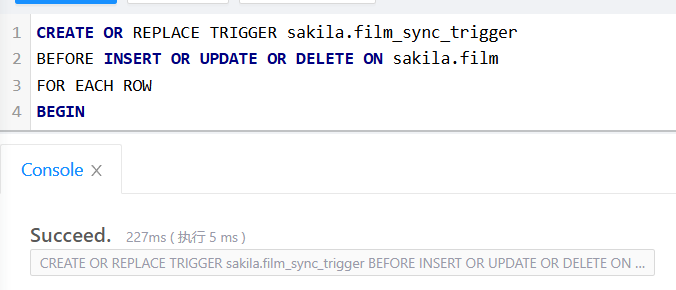 1 CREATE OR REPLACE TRIGGER sakila.film_sync_trigger
2 BEFORE INSERT OR UPDATE OR DELETE ON sakila.film
3 FOR EACH ROW
4 BEGIN
Console ×
Succeed. 227ms ( 执行 5 ms )
CREATE OR REPLACE TRIGGER sakila.film_sync_trigger BEFORE INSERT OR UPDATE OR DELETE ON ...